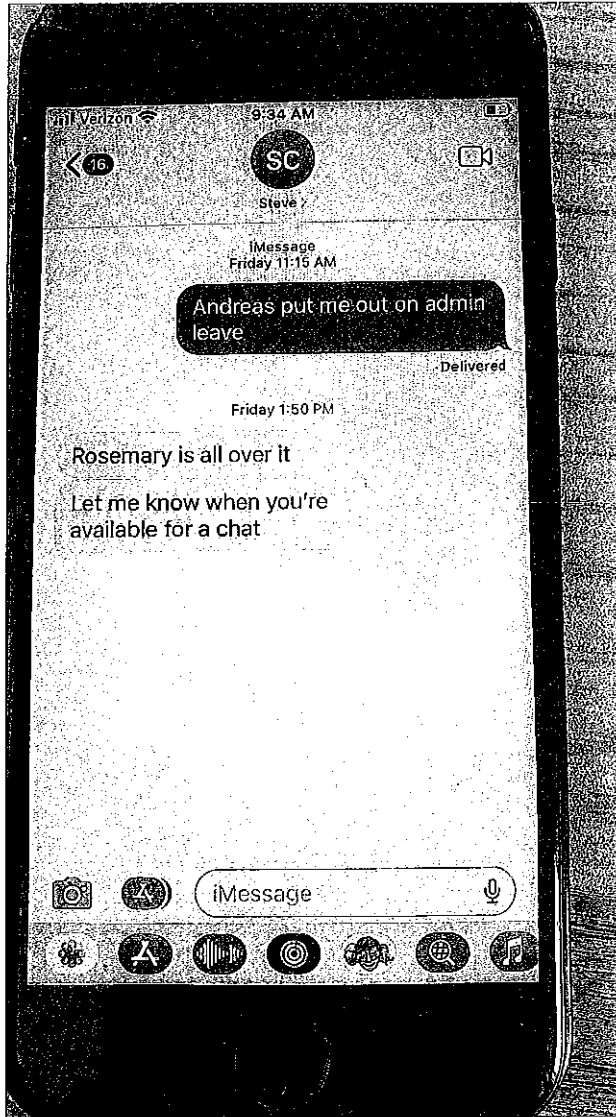 Verizon
9:34 AM
16
SC
Steve
iMessage
Friday 11:15 AM
Andreas put me out on admin
leave
Delivered
Friday 1:50 PM
Rosemary is all over it
Let me know when you're
available for a chat
iMessage